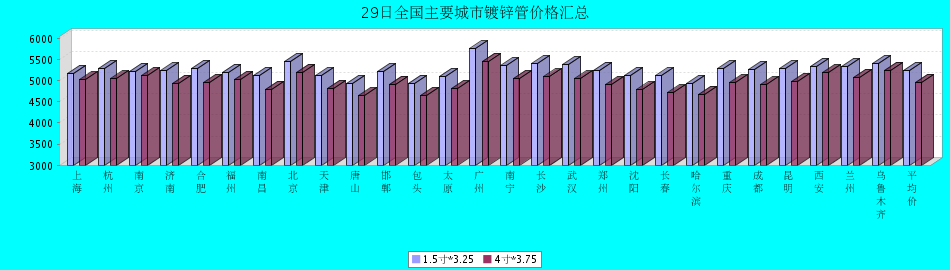 29日全国主要城市镀锌管价格汇总
6000
5500
5000
4500
4000
3500
3000
上海
杭州
南京
济南
合肥
福州
南昌
北京
天津
唐山
邯郸
包头
太原
广州
南宁
长沙
武汉
郑州
沈阳
长春
哈尔滨
重庆
成都
昆明
西安
兰州
乌鲁木齐
平均价
1.5寸*3.25
4寸*3.75